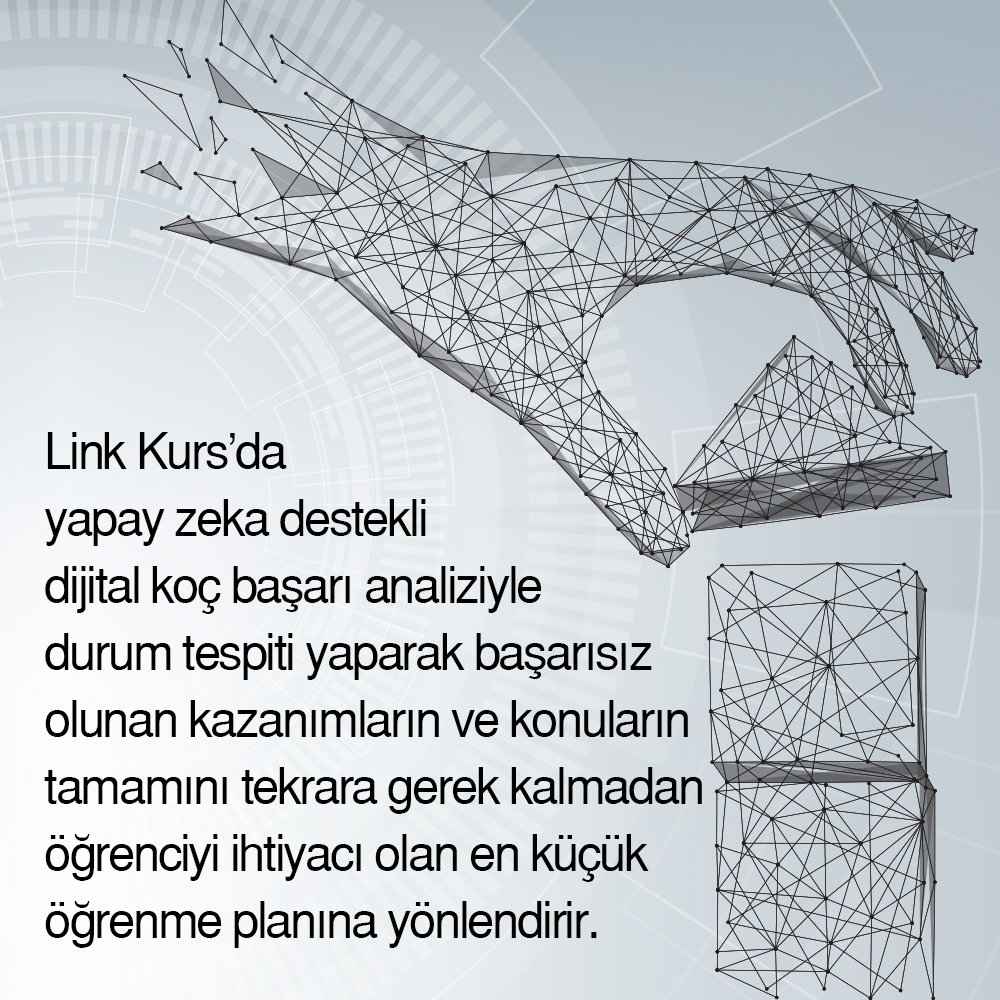 Link Kurs’da
yapay zeka destekli
dijital koç başarı analiziyle
durum tespiti yaparak başarısız
olunan kazanımların ve konuların
tamamını tekrara gerek kalmadan
öğrenciyi ihtiyacı olan en küçük
öğrenme planına yönlendirir.